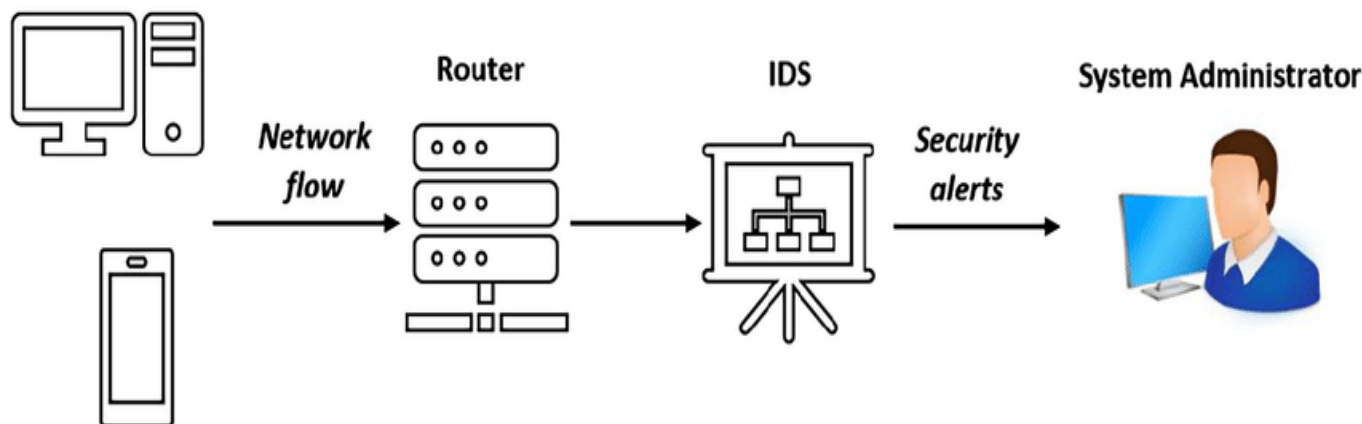 Router
IDS
System Administrator
Network
flow
Security
alerts